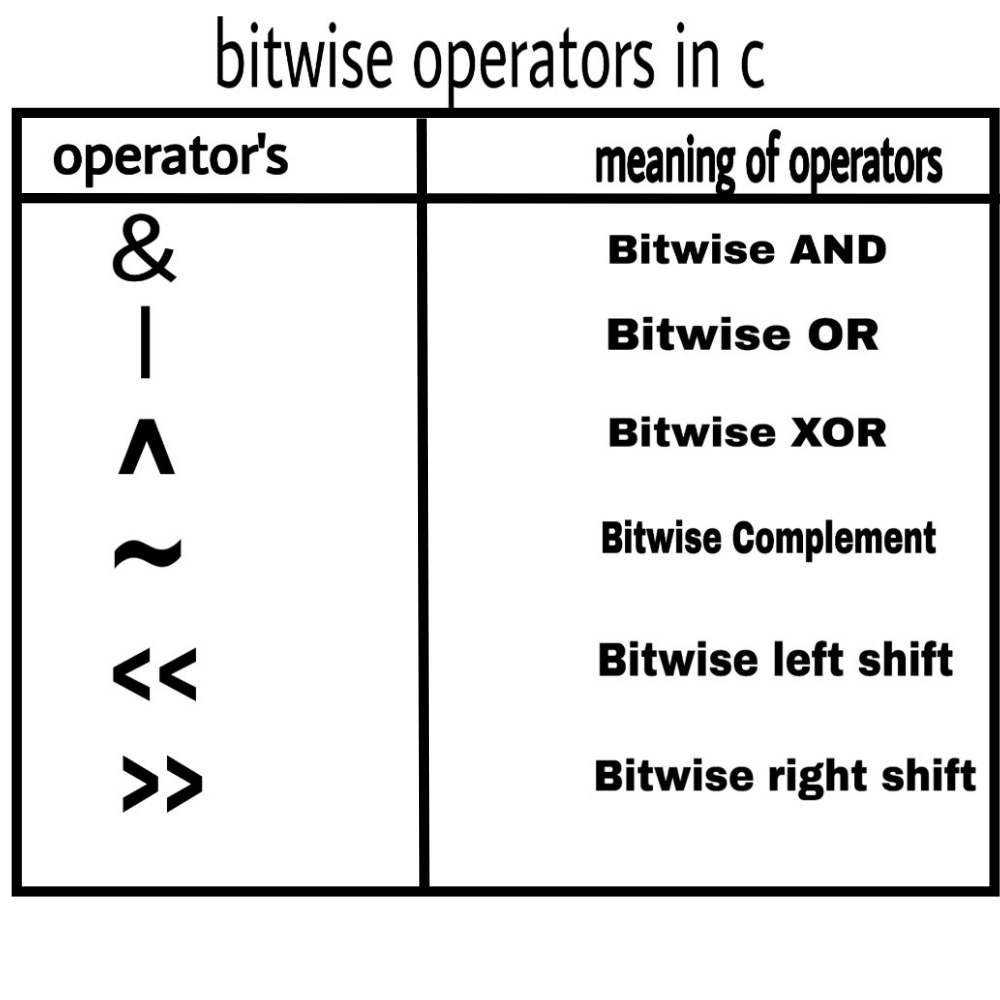 bitwise operators in c
operator's meaning of operators
& Bitwise AND
| Bitwise OR
^ Bitwise XOR
~ Bitwise Complement
<< Bitwise left shift
>> Bitwise right shift